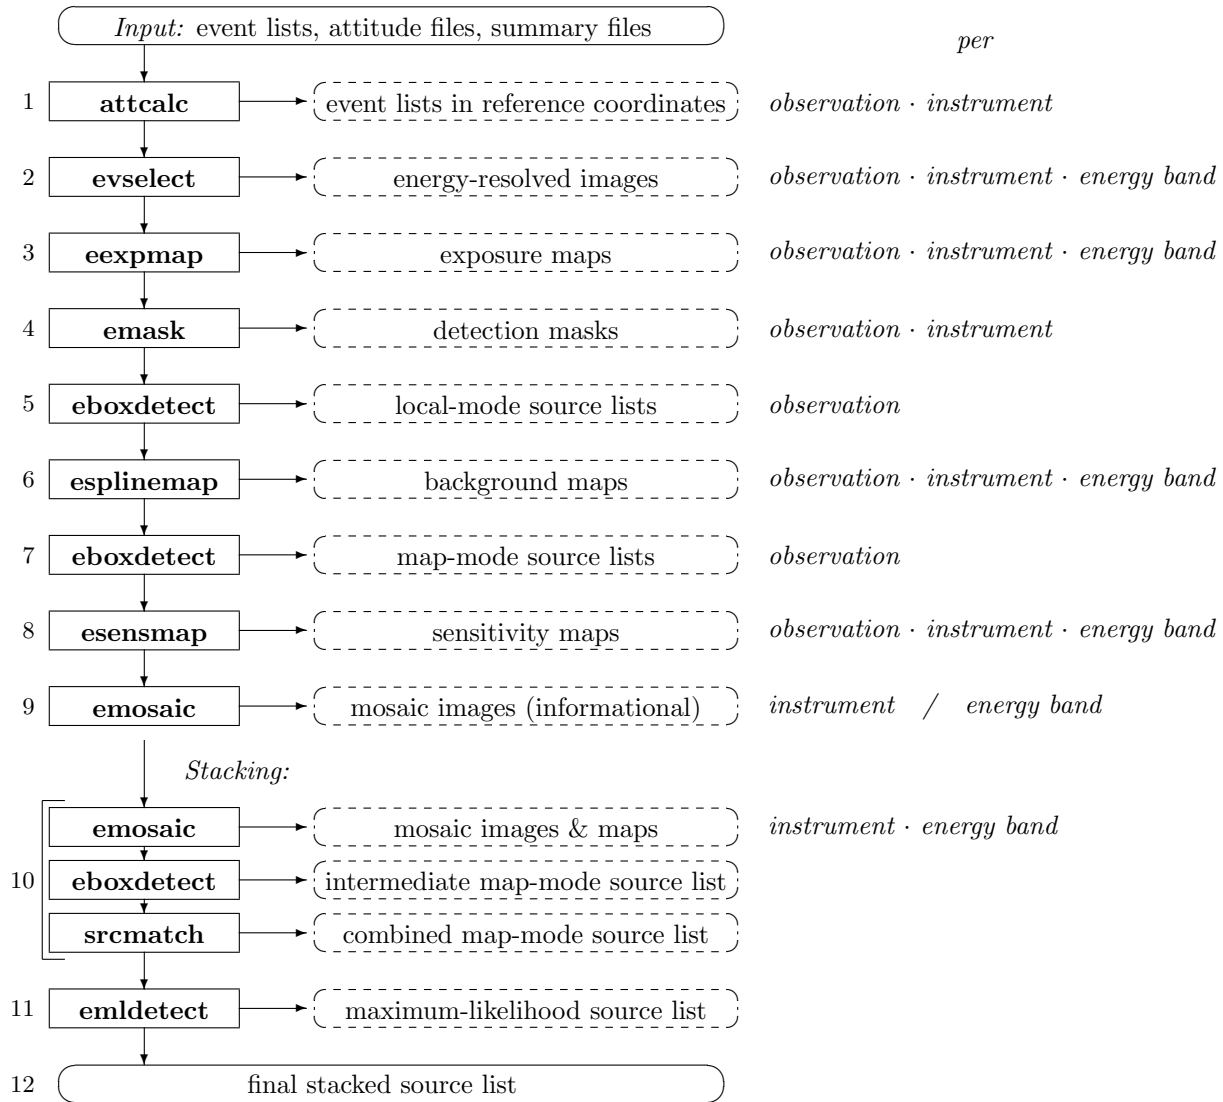 Input: event lists, attitude files, summary files
per
1 attcalc event lists in reference coordinates observation · instrument
2 evselect energy-resolved images observation · instrument · energy band
3 eexpmap exposure maps observation · instrument · energy band
4 emask detection masks observation · instrument
5 eboxdetect local-mode source lists observation
6 esplinemap background maps observation · instrument · energy band
7 eboxdetect map-mode source lists observation
8 esensmap sensitivity maps observation · instrument · energy band
9 emosaic mosaic images (informational) instrument / energy band
Stacking:
emosaic mosaic images & maps instrument · energy band
10 eboxdetect intermediate map-mode source list
srcmatch combined map-mode source list
11 emldetect maximum-likelihood source list
12 final stacked source list